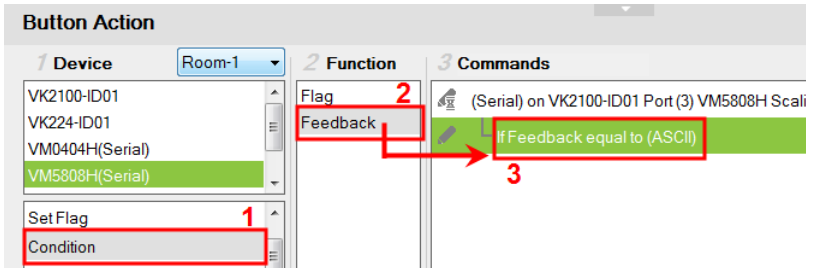 Button Action
1 Device
Room-1
2 Function
3 Commands
VK2100-ID01
VK224-ID01
VM0404H(Serial)
VM5808H(Serial)
Set Flag
1
Condition
Flag
2
Feedback
(Serial) on VK2100-ID01 Port (3) VM5808H Scali
If Feedback equal to (ASCII)
3